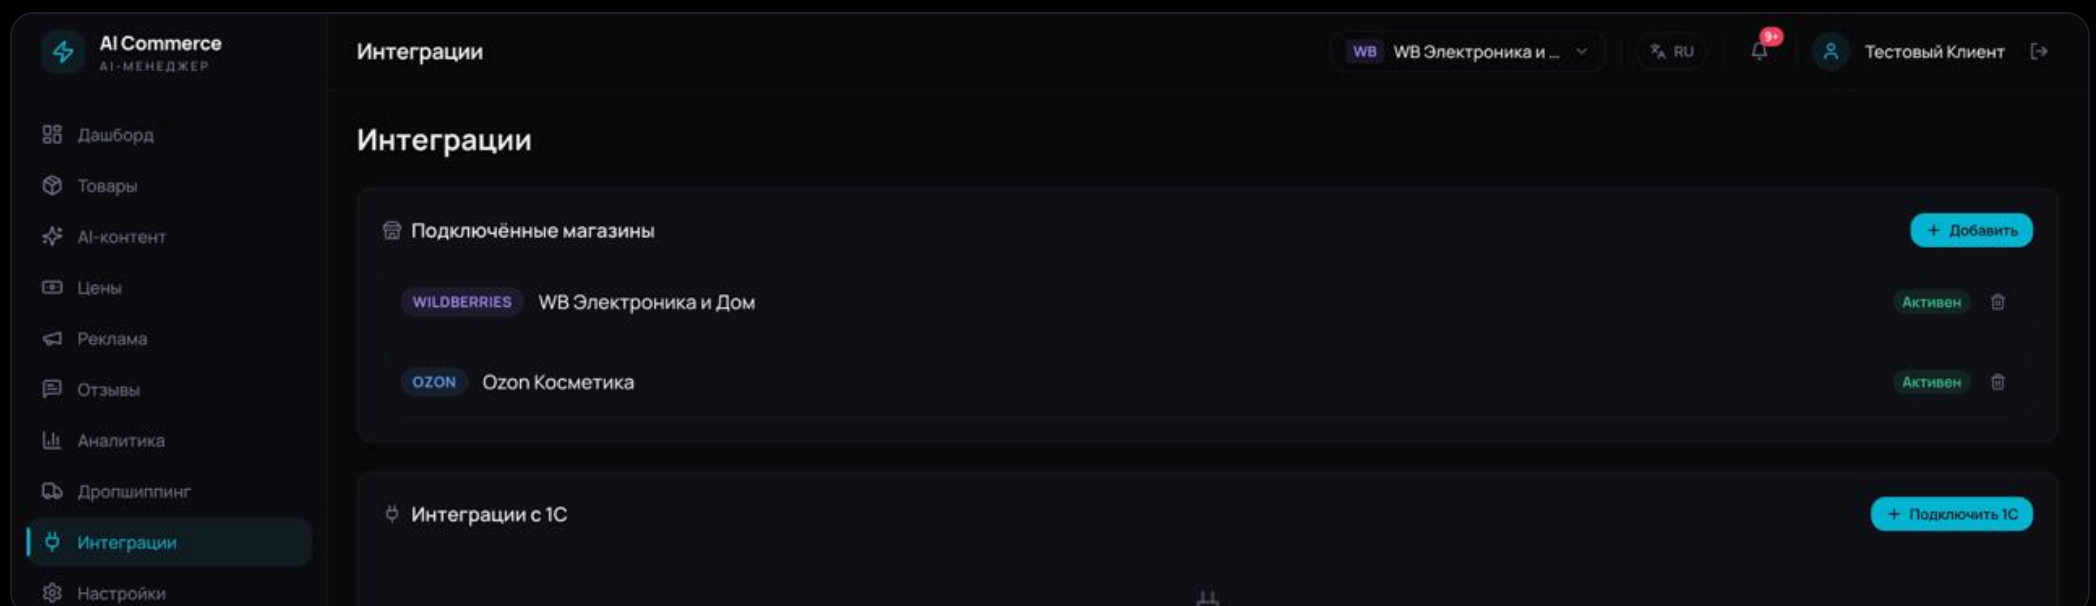 AI Commerce
AI-МЕНЕДЖЕР
Интеграции
WB WB Электроника и ...
RU
9+
Тестовый Клиент
Дашборд
Товары
AI-контент
Цены
Реклама
Отзывы
Аналитика
Дропшиппинг
Интеграции
Настройки
Интеграции
Подключённые магазины
+ Добавить
WILDBERRIES WB Электроника и Дом
Активен
OZON Ozon Косметика
Активен
Интеграции с 1С
+ Подключить 1С